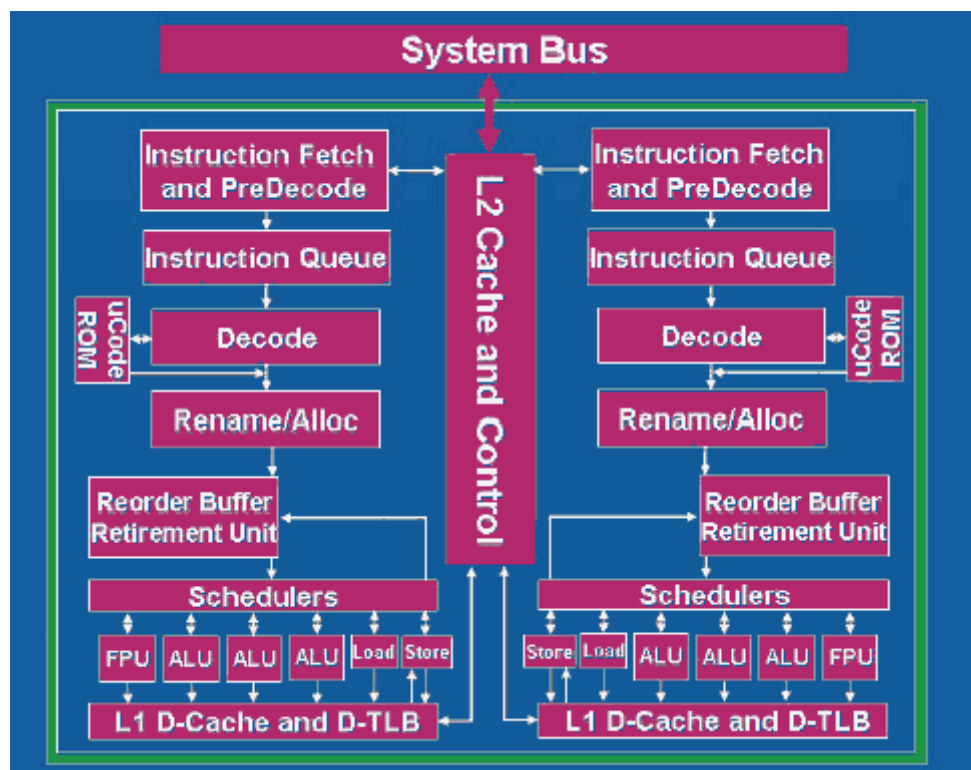 System Bus
Instruction Fetch
and PreDecode
Instruction Queue
uCode
ROM
Decode
Rename/Alloc
Reorder Buffer
Retirement Unit
Schedulers
FPU
ALU
ALU
ALU
Load
Store
L1 D-Cache and D-TLB
L2 Cache and Control
Instruction Fetch
and PreDecode
Instruction Queue
Decode
uCode
ROM
Rename/Alloc
Reorder Buffer
Retirement Unit
Schedulers
Store
Load
ALU
ALU
ALU
FPU
L1 D-Cache and D-TLB